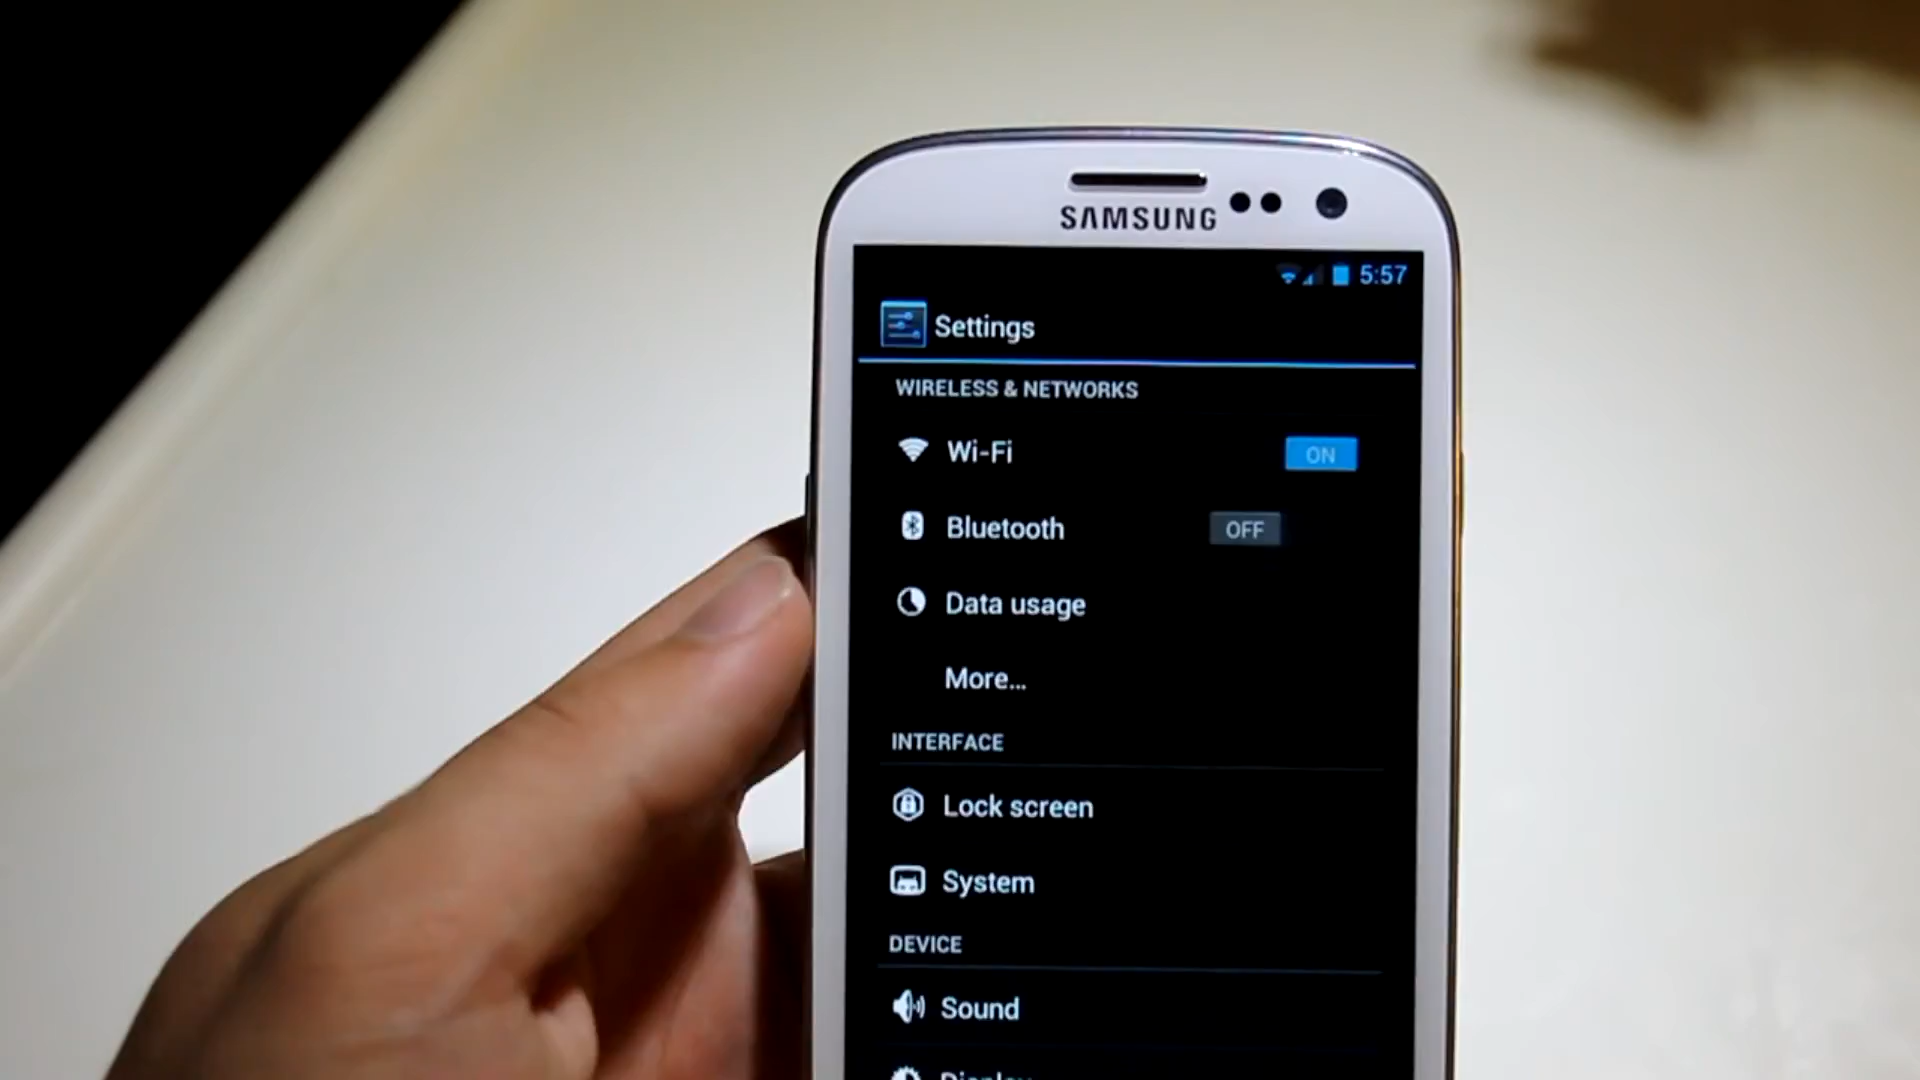 SAMSUNG
5:57
Settings
WIRELESS & NETWORKS
Wi-Fi ON
Bluetooth OFF
Data usage
More...
INTERFACE
Lock screen
System
DEVICE
Sound
Display